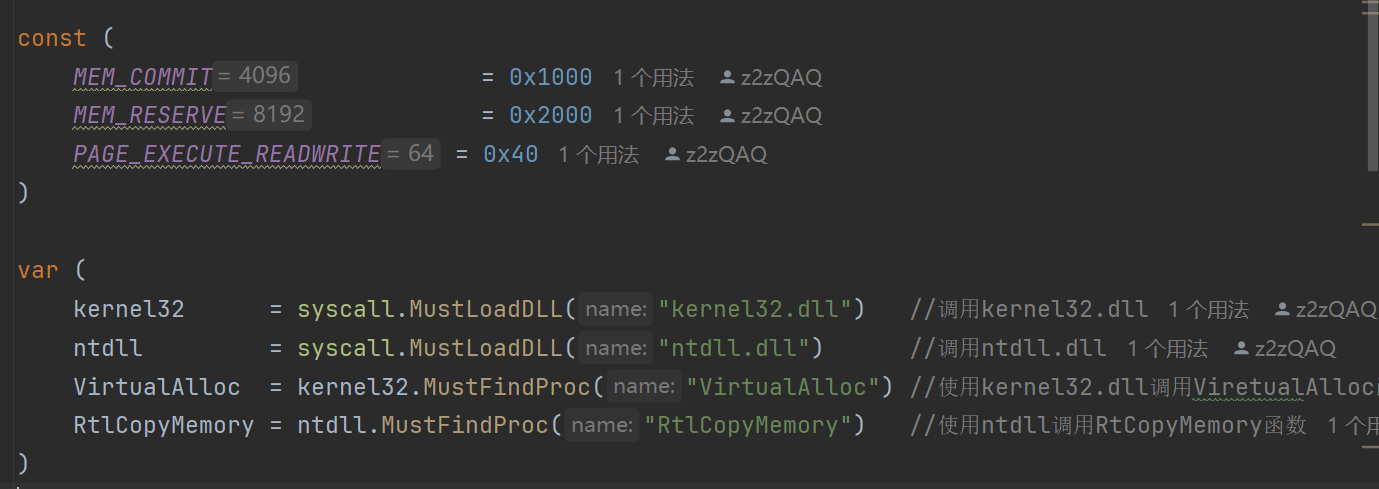 const (
MEM_COMMIT = 4096 = 0x1000 1 个用法 z2zQAQ
MEM_RESERVE = 8192 = 0x2000 1 个用法 z2zQAQ
PAGE_EXECUTE_READWRITE = 64 = 0x40 1 个用法 z2zQAQ
)
var (
kernel32 = syscall.MustLoadDLL( name: "kernel32.dll") //调用kernel32.dll 1 个用法 z2zQAQ
ntdll = syscall.MustLoadDLL( name: "ntdll.dll") //调用ntdll.dll 1 个用法 z2zQAQ
VirtualAlloc = kernel32.MustFindProc( name: "VirtualAlloc") //使用kernel32.dll调用ViretualAlloc
RtlCopyMemory = ntdll.MustFindProc( name: "RtlCopyMemory") //使用ntdll调用RtCopyMemory函数 1 个用
)